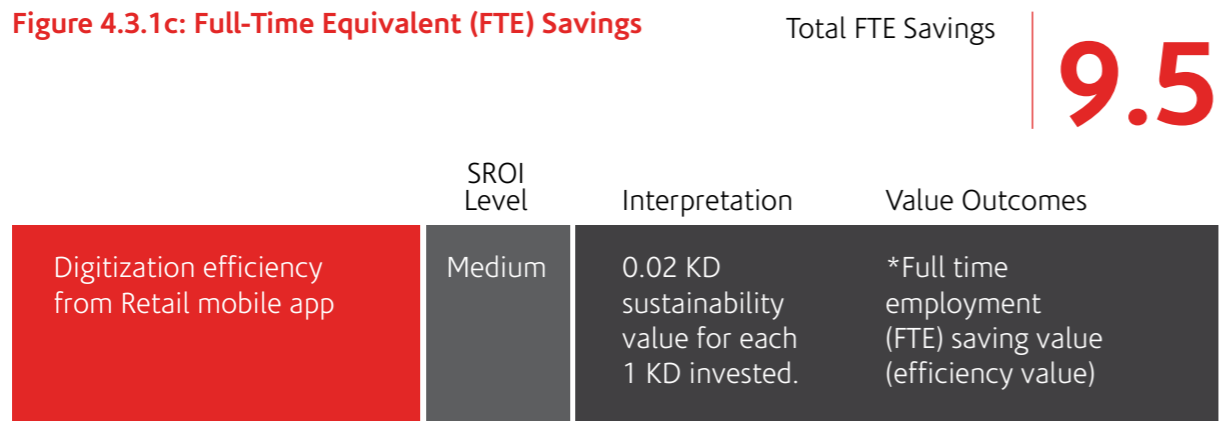 Figure 4.3.1c: Full-Time Equivalent (FTE) Savings
Total FTE Savings
9.5
SROI
Level
Interpretation
Value Outcomes
Digitization efficiency
from Retail mobile app
Medium
0.02 KD
sustainability
value for each
1 KD invested.
*Full time
employment
(FTE) saving value
(efficiency value)